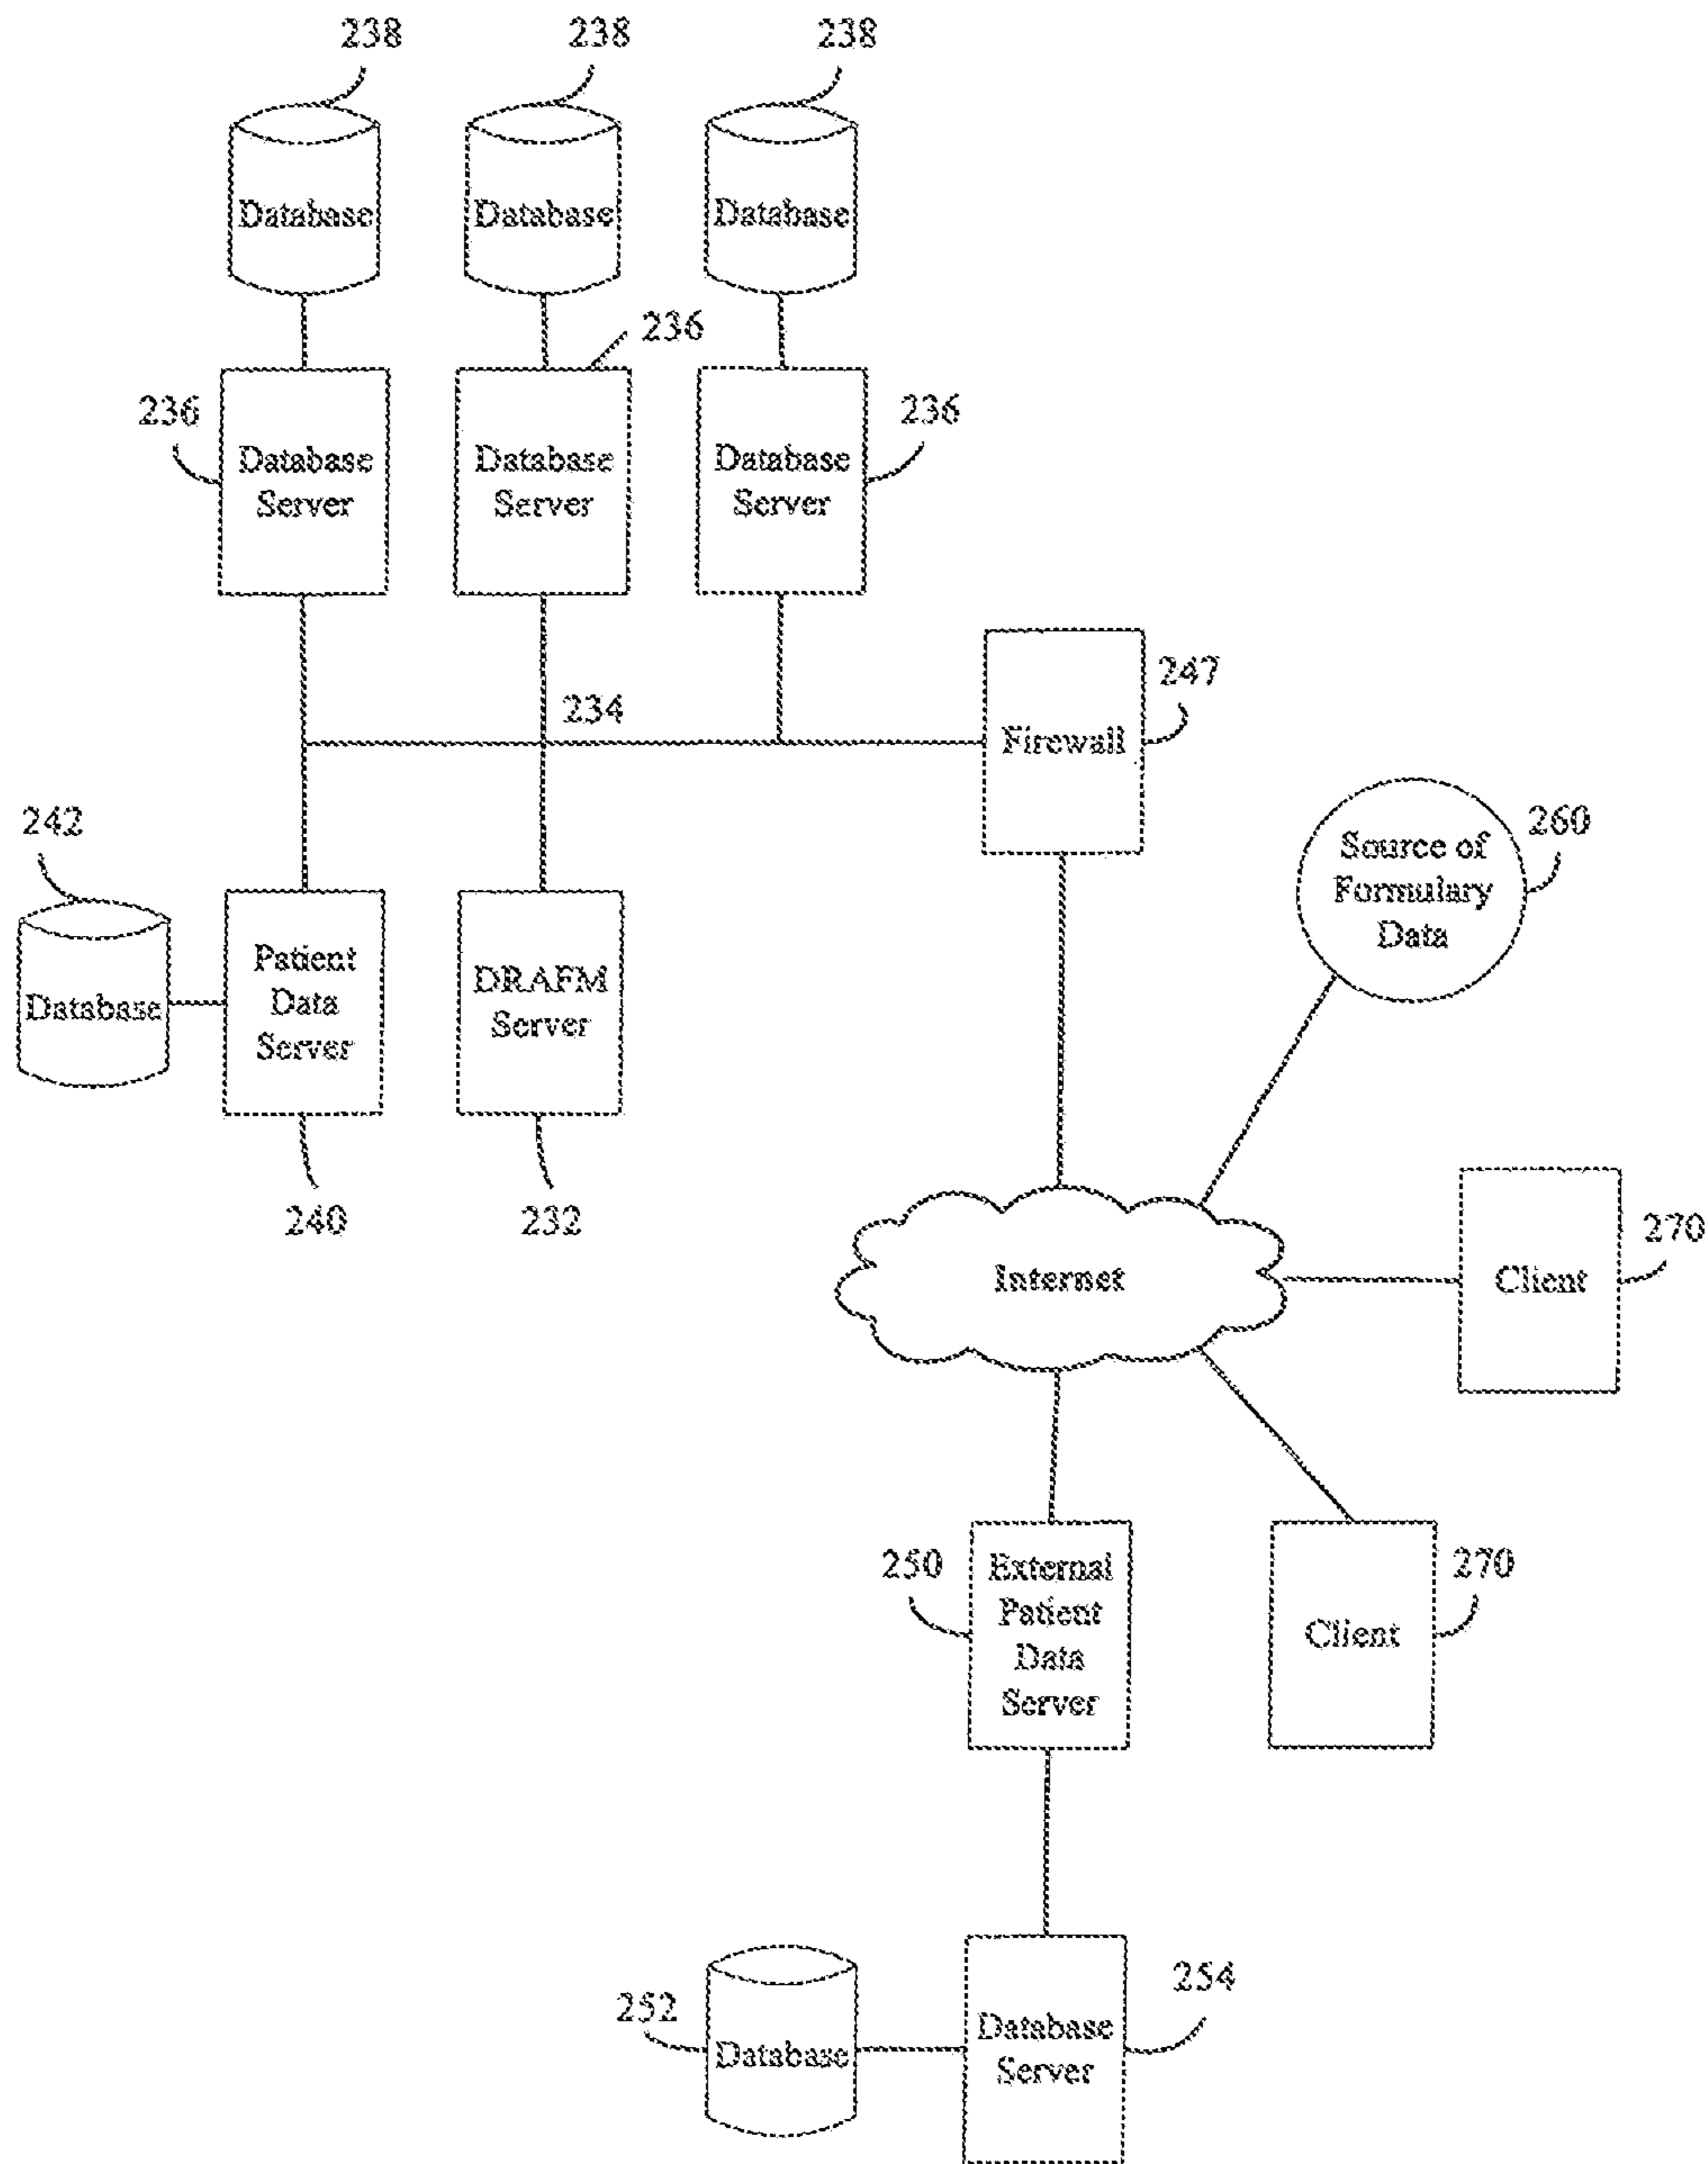 238
238
238
Database
Database
Database
236
236
236
Database
Server
Database
Server
Database
Server
234
247
Firewall
242
260
Source of
Formulary
Data
Database
Patient
Data
Server
DRAFM
Server
240
232
Internet
270
Client
250
External
Patient
Data
Server
270
Client
252
Database
254
Database
Server